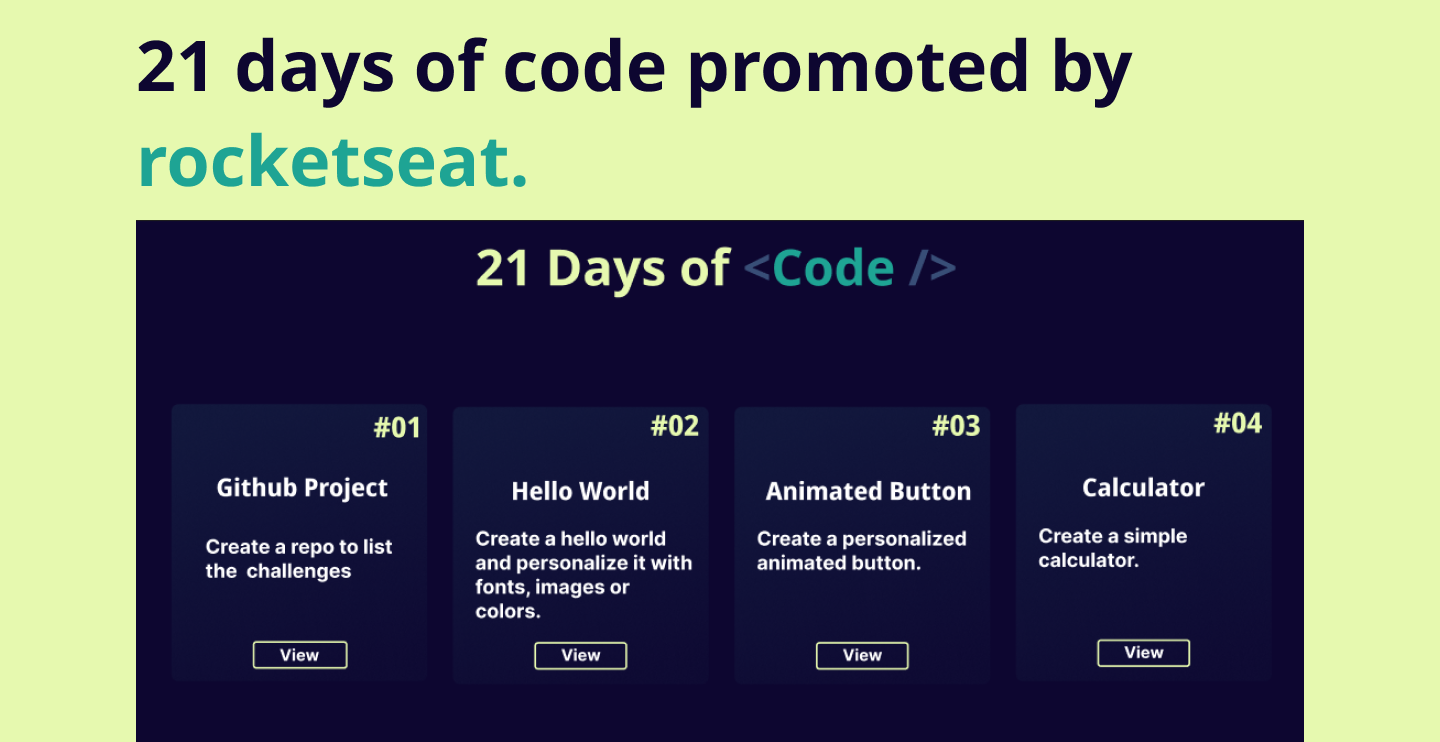 21 days of code promoted by
rocketseat.
21 Days of <Code />
#01
Github Project
Create a repo to list
the challenges
View
#02
Hello World
Create a hello world
and personalize it with
fonts, images or
colors.
View
#03
Animated Button
Create a personalized
animated button.
View
#04
Calculator
Create a simple
calculator.
View